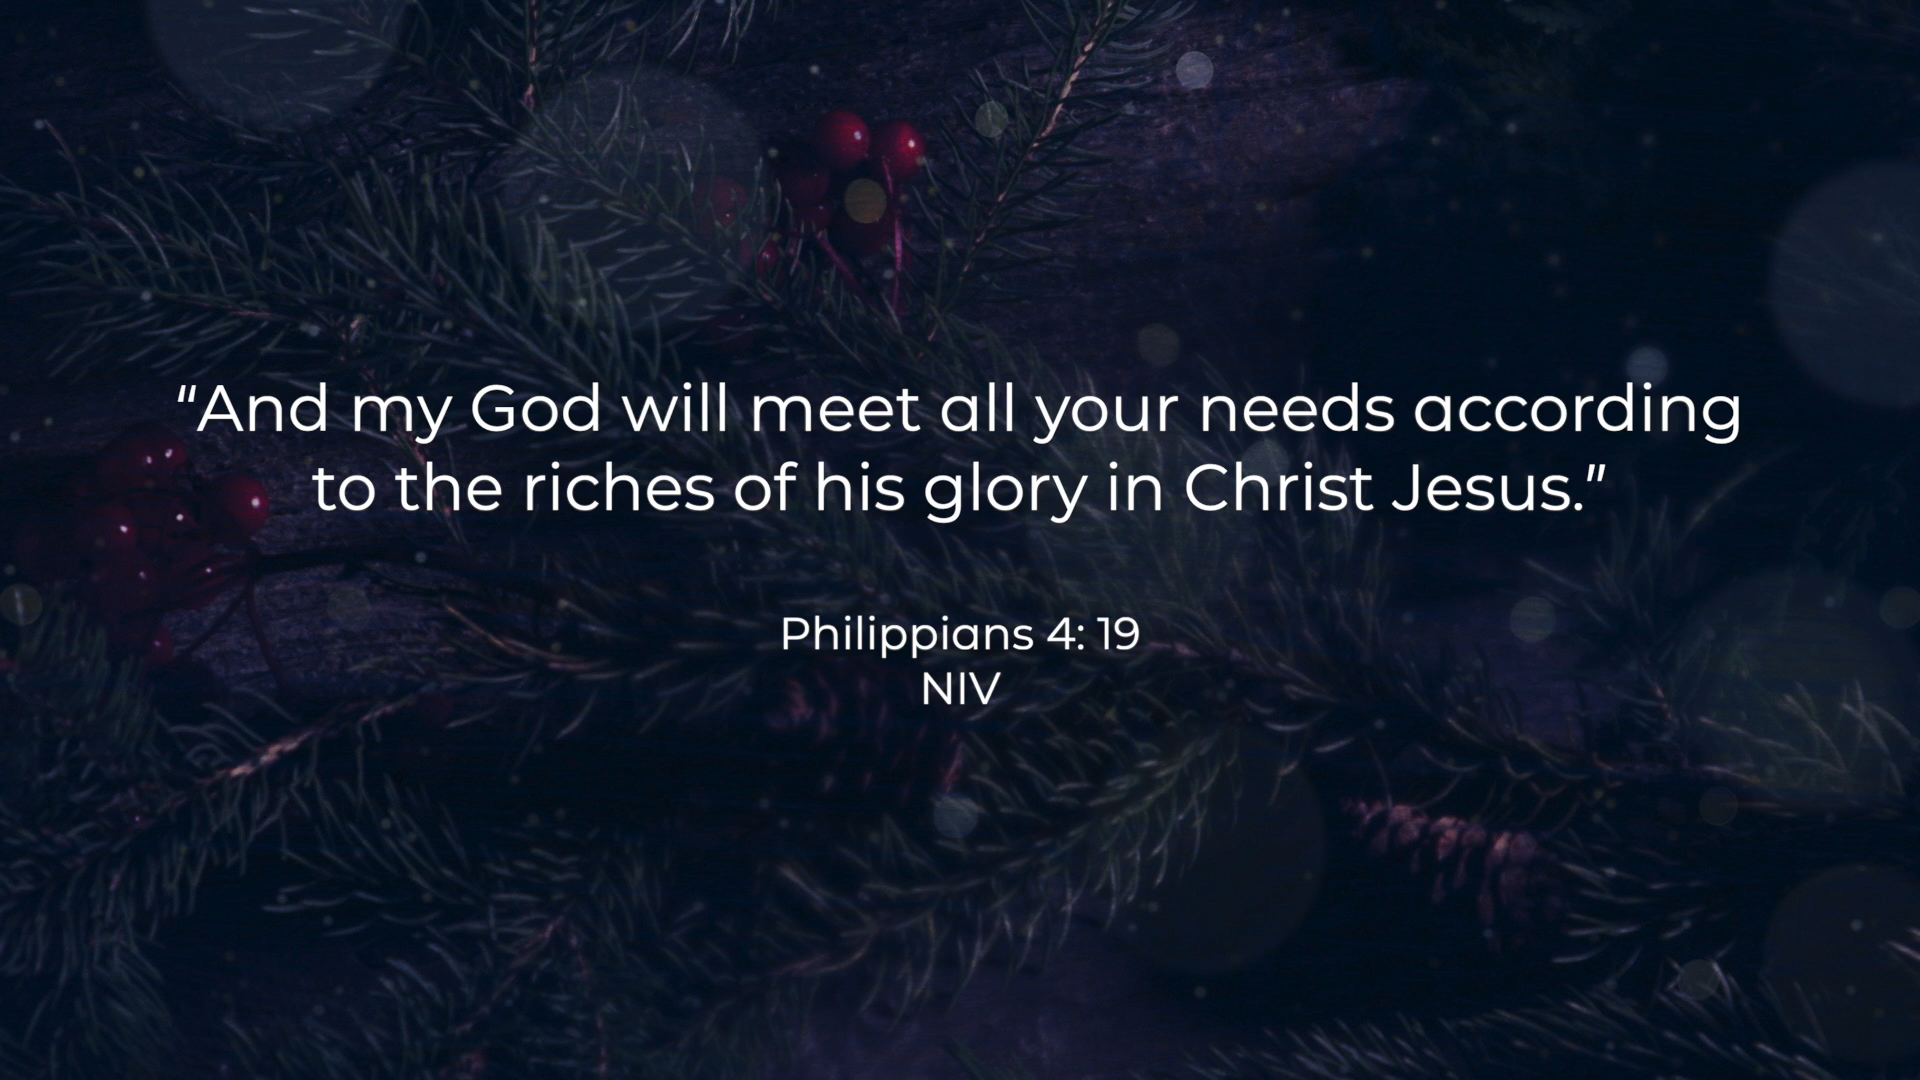 “And my God will meet all your needs according
to the riches of his glory in Christ Jesus.”
Philippians 4: 19
NIV